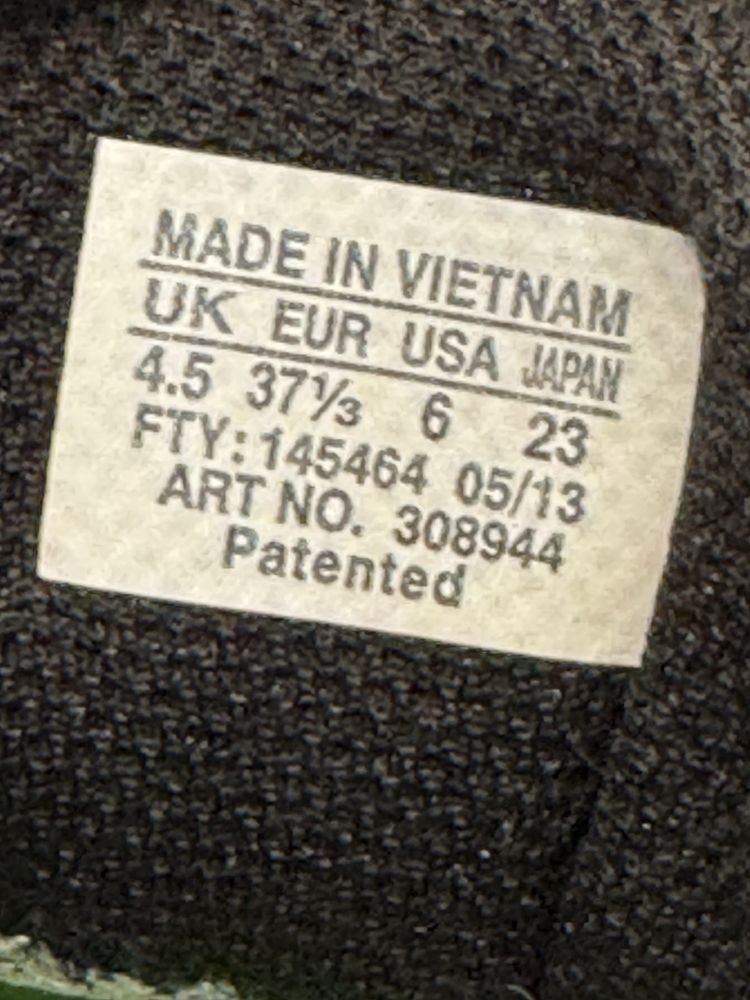 MADE IN VIETNAM
UK EUR USA JAPAN
4.5 37⅓ 6 23
FTY:145464 05/13
ART NO. 308944
Patented